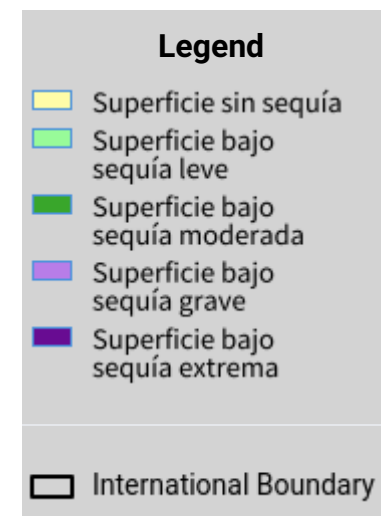 Legend
Superficie sin sequía
Superficie bajo
sequía leve
Superficie bajo
sequía moderada
Superficie bajo
sequía grave
Superficie bajo
sequía extrema
International Boundary